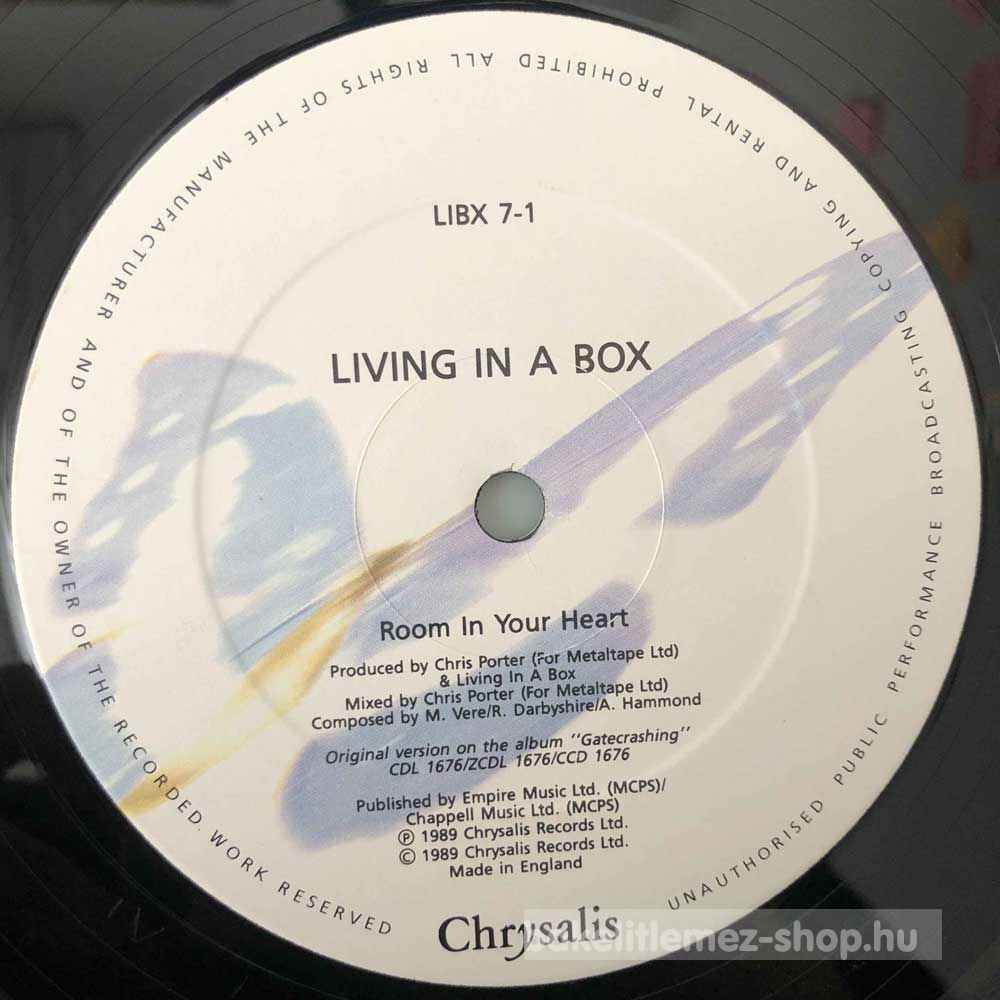 LIBX 7-1
LIVING IN A BOX
Room In Your Heart
Produced by Chris Porter (For Metaltape Ltd)
& Living In A Box
Mixed by Chris Porter (For Metaltape Ltd)
Composed by M. Vere/R. Darbyshire/A. Hammond
Original version on the album "Gatecrashing"
CDL 1676/ZCDL 1676/CCD 1676
Published by Empire Music Ltd. (MCPS)/
Chappell Music Ltd. (MCPS)
Ⓟ 1989 Chrysalis Records Ltd.
© 1989 Chrysalis Records Ltd.
Made in England
Chrysalis
UNAUTHORISED PUBLIC PERFORMANCE BROADCASTING COPYING AND RENTAL PROHIBITED ALL RIGHTS OF THE MANUFACTURER AND OF THE OWNER OF THE RECORDED. WORK RESERVED
bakelitlemez-shop.hu